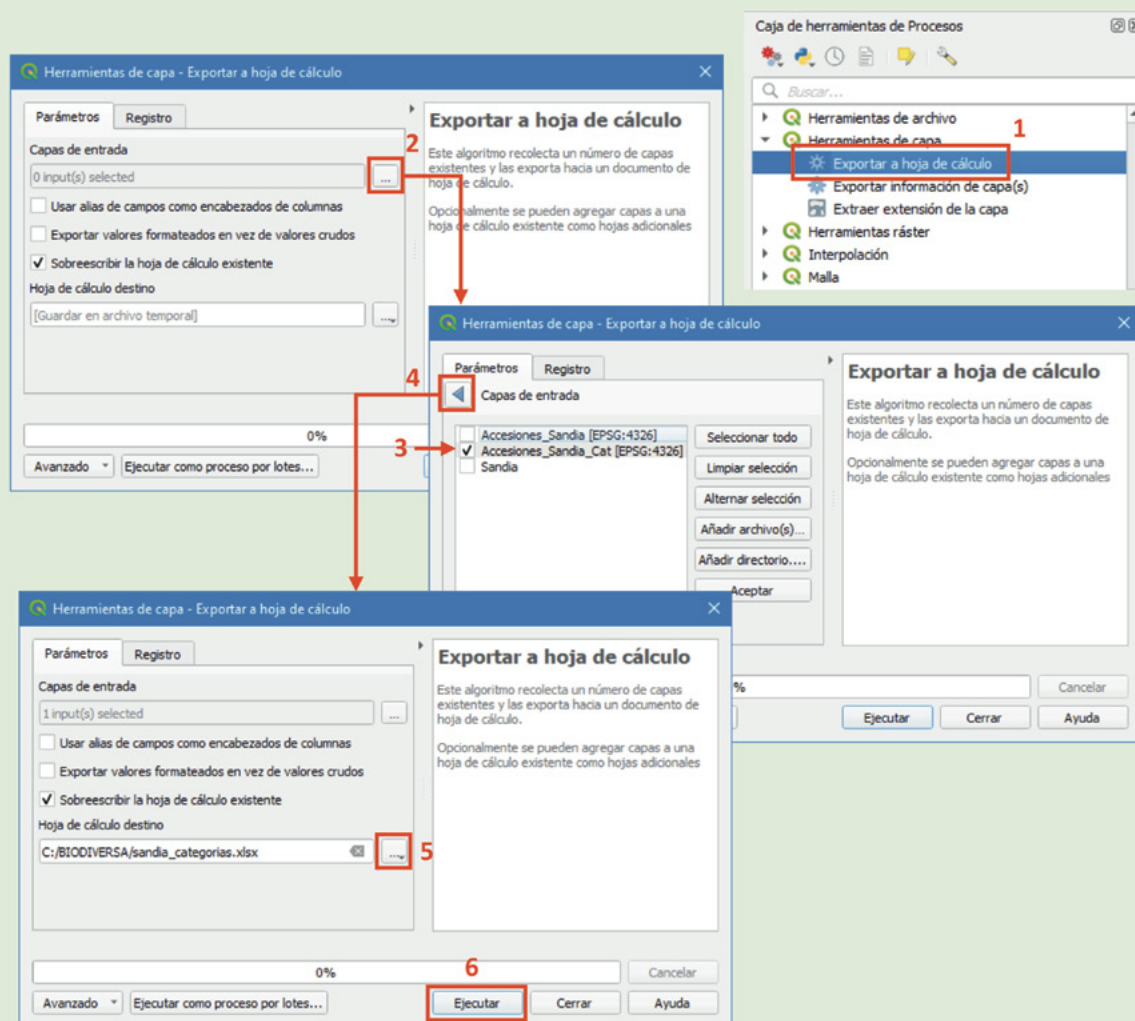 Caja de herramientas de Procesos
Buscar...
Herramientas de archivo
1
Herramientas de capa
Exportar a hoja de cálculo
Exportar información de capa(s)
Extraer extensión de la capa
Herramientas ráster
Interpolación
Malla
Herramientas de capa - Exportar a hoja de cálculo
Parámetros
Registro
Capas de entrada
2
0 input(s) selected
...
Usar alias de campos como encabezados de columnas
Exportar valores formateados en vez de valores crudos
Sobreescribir la hoja de cálculo existente
Hoja de cálculo destino
[Guardar en archivo temporal]
...
0%
Avanzado
Ejecutar como proceso por lotes...
Exportar a hoja de cálculo
Este algoritmo recolecta un número de capas
existentes y las exporta hacia un documento de
hoja de cálculo.
Opcionalmente se pueden agregar capas a una
hoja de cálculo existente como hojas adicionales
Herramientas de capa - Exportar a hoja de cálculo
Parámetros
Registro
4
Capas de entrada
3
Accesiones_Sandia [EPSG:4326]
Accesiones_Sandia_Cat [EPSG:4326]
Sandia
Seleccionar todo
Limpiar selección
Alternar selección
Añadir archivo(s)...
Añadir directorio....
Aceptar
Exportar a hoja de cálculo
Este algoritmo recolecta un número de capas
existentes y las exporta hacia un documento de
hoja de cálculo.
Opcionalmente se pueden agregar capas a una
hoja de cálculo existente como hojas adicionales
%
Cancelar
Ejecutar
Cerrar
Ayuda
Herramientas de capa - Exportar a hoja de cálculo
Parámetros
Registro
Capas de entrada
1 input(s) selected
...
Usar alias de campos como encabezados de columnas
Exportar valores formateados en vez de valores crudos
Sobreescribir la hoja de cálculo existente
Hoja de cálculo destino
C:/BIODIVERSA/sandia_categorias.xlsx
...
5
Exportar a hoja de cálculo
Este algoritmo recolecta un número de capas
existentes y las exporta hacia un documento de
hoja de cálculo.
Opcionalmente se pueden agregar capas a una
hoja de cálculo existente como hojas adicionales
0%
6
Cancelar
Avanzado
Ejecutar como proceso por lotes...
Ejecutar
Cerrar
Ayuda